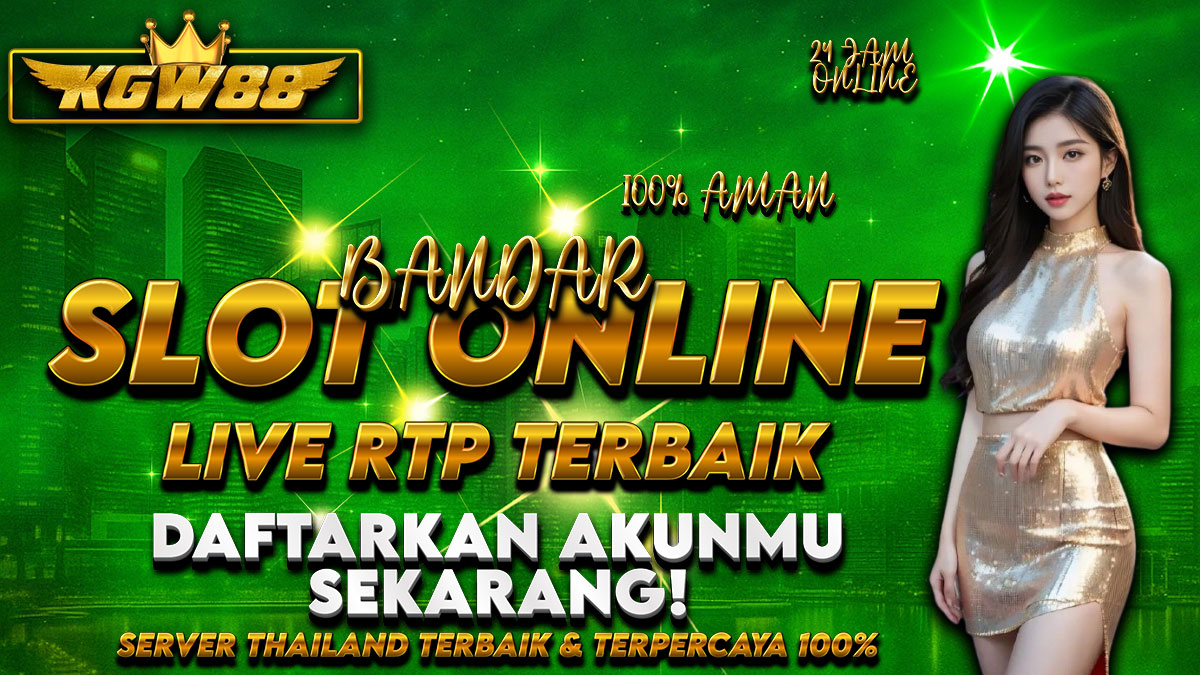 KGW88
24 JAM
ONLINE
100% AMAN
BANDAR
SLOT ONLINE
LIVE RTP TERBAIK
DAFTARKAN AKUNMU
SEKARANG!
SERVER THAILAND TERBAIK & TERPERCAYA 100%